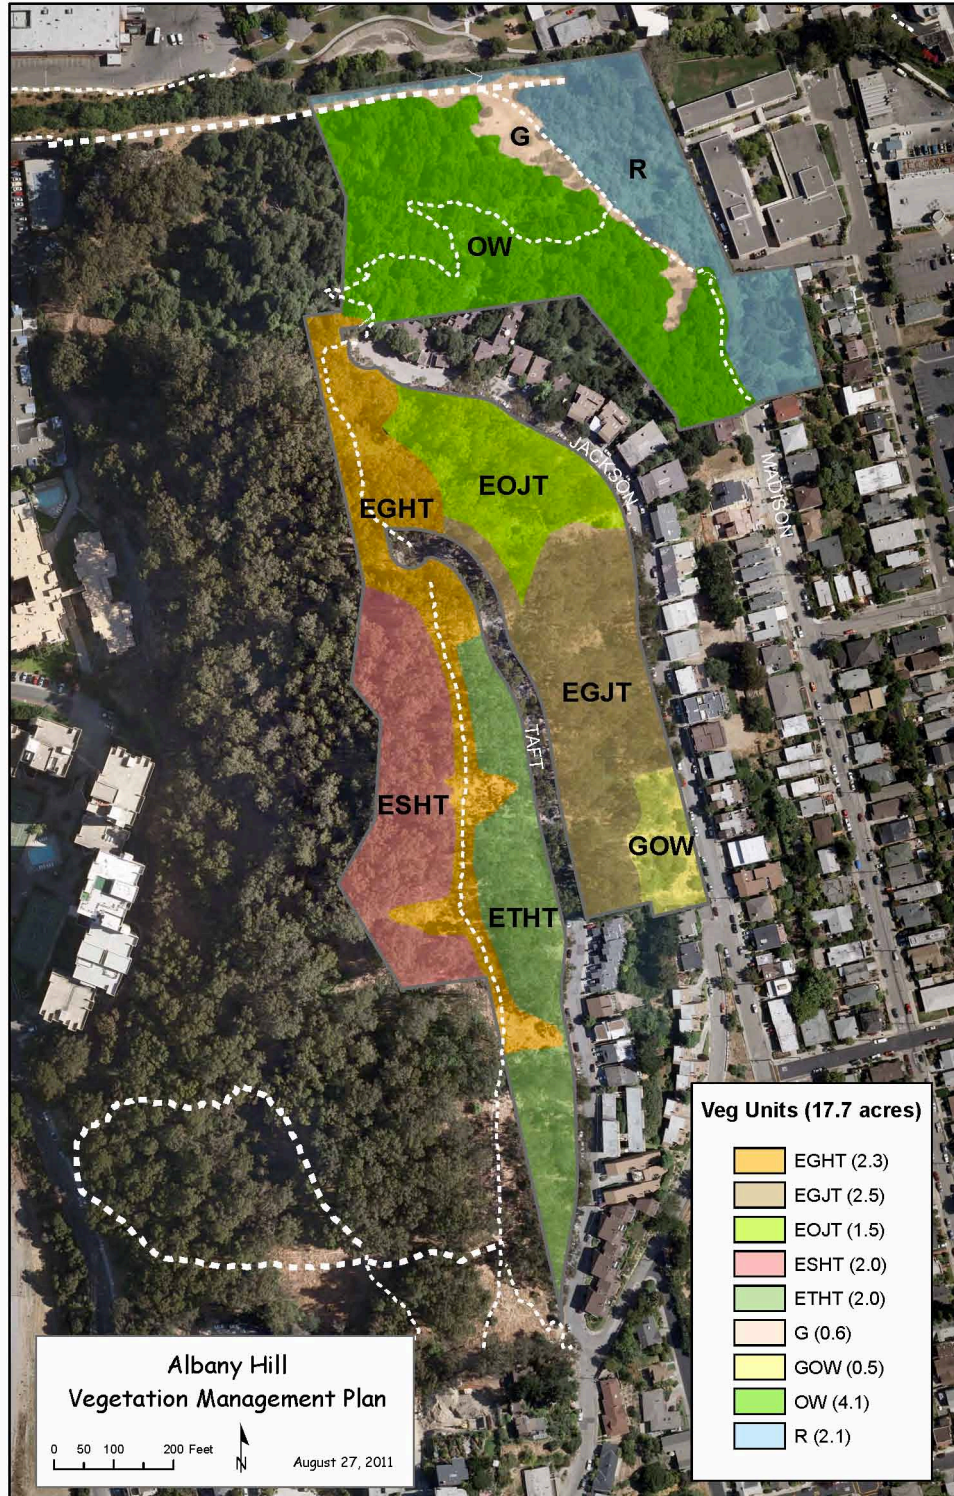 G
R
OW
JACKSON
MADISON
EOJT
EGHT
EGJT
TAFT
ESHT
GOW
ETHT
Veg Units (17.7 acres)
EGHT (2.3)
EGJT (2.5)
EOJT (1.5)
ESHT (2.0)
ETHT (2.0)
G (0.6)
GOW (0.5)
OW (4.1)
R (2.1)
Albany Hill
Vegetation Management Plan
0 50 100 200 Feet
N
August 27, 2011